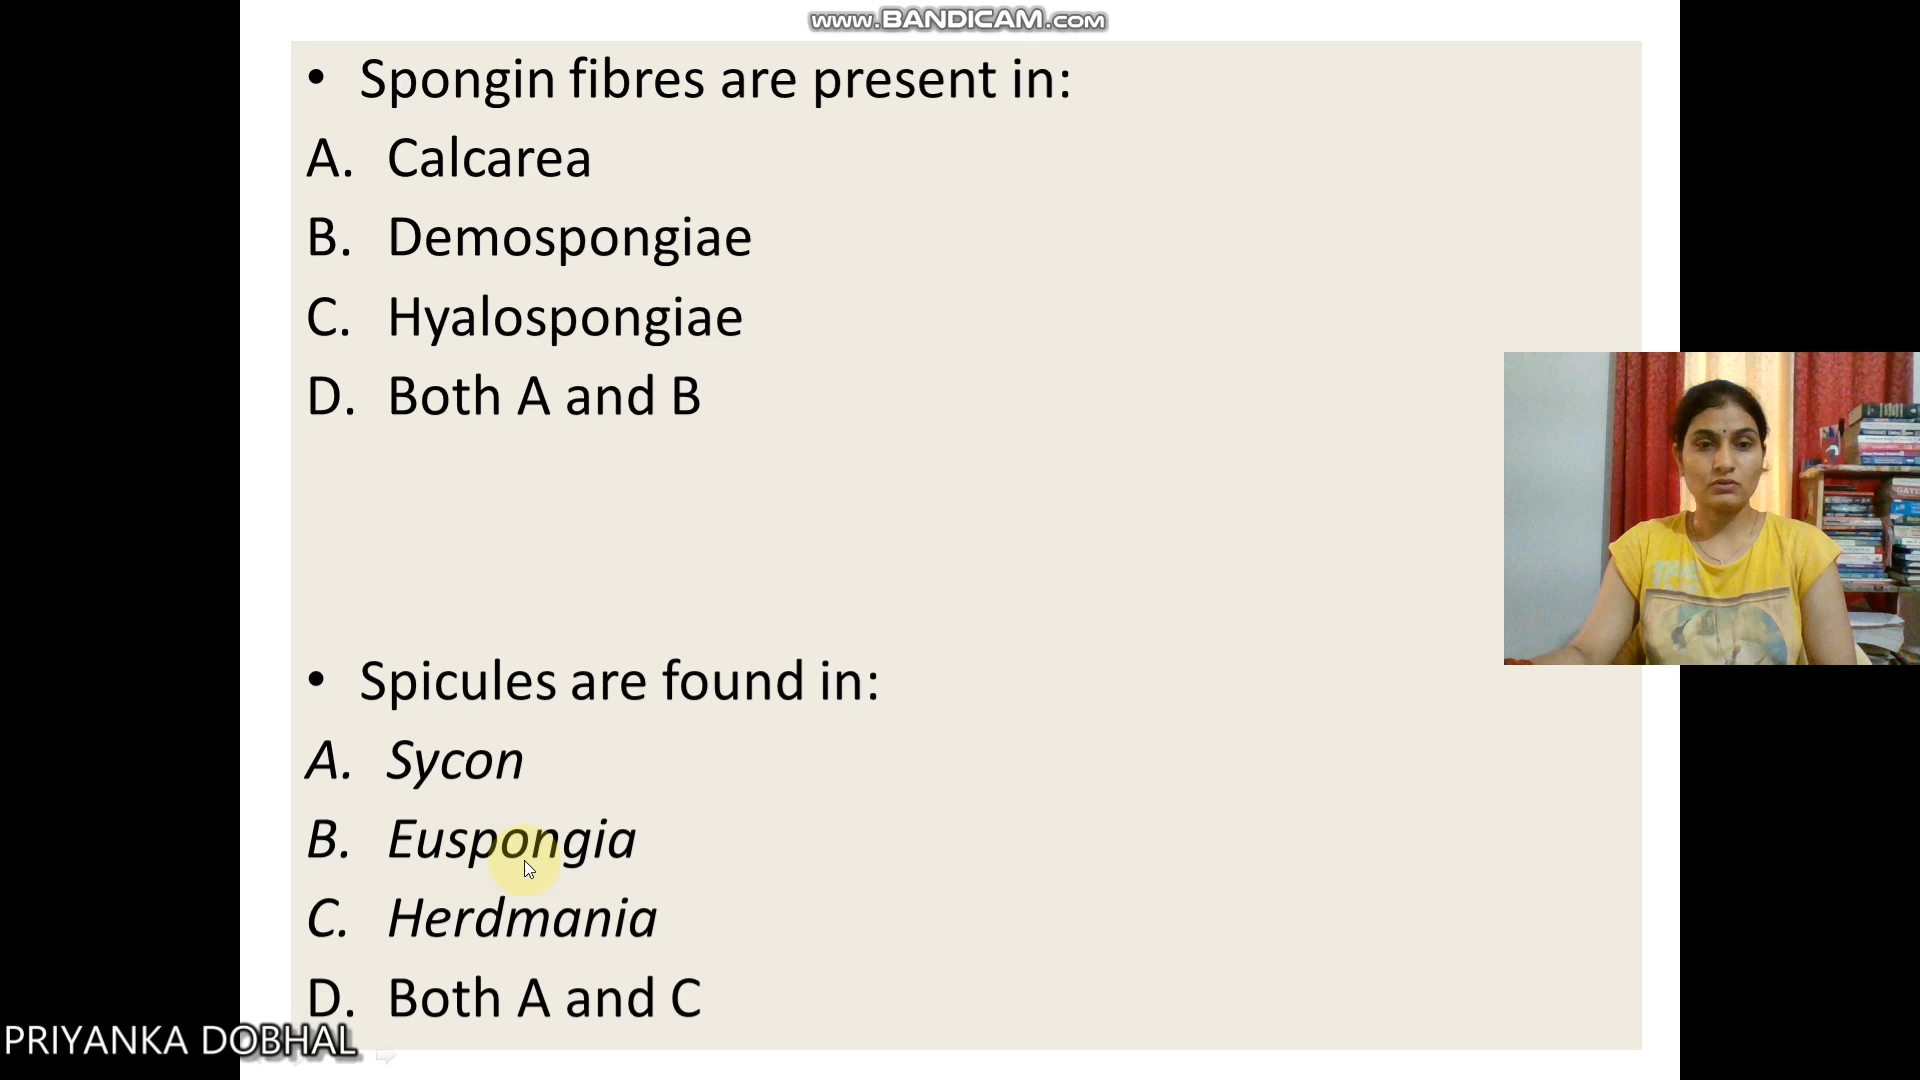 www.BANDICAM.com
• Spongin fibres are present in:
A. Calcarea
B. Demospongiae
C. Hyalospongiae
D. Both A and B
• Spicules are found in:
A. Sycon
B. Euspongia
C. Herdmania
D. Both A and C
PRIYANKA DOBHAL